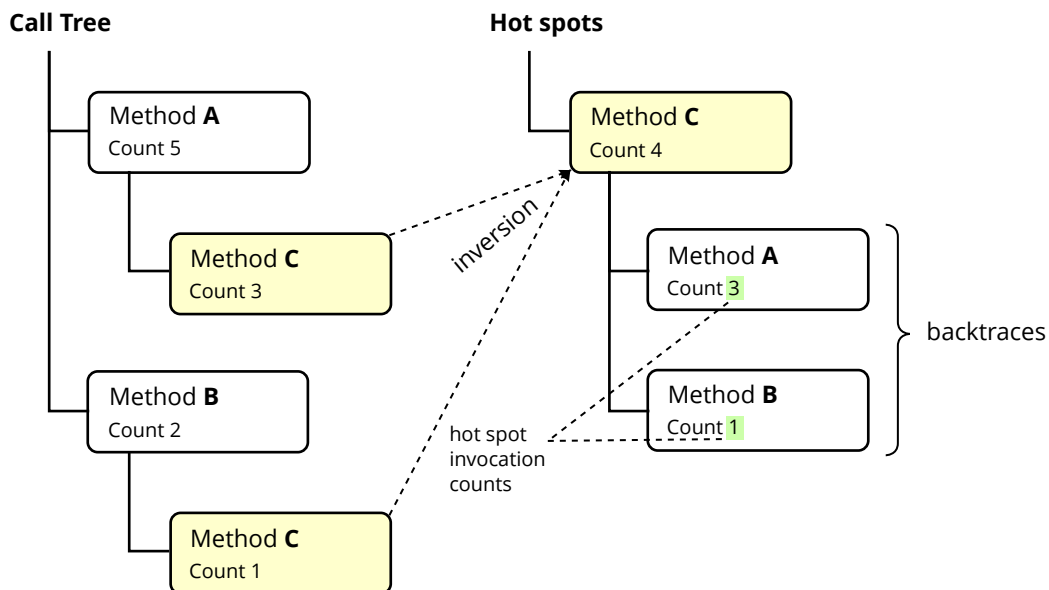 Call Tree
Method A
Count 5
Method C
Count 3
Method B
Count 2
Method C
Count 1
inversion
Hot spots
Method C
Count 4
Method A
Count 3
Method B
Count 1
backtraces
hot spot
invocation
counts